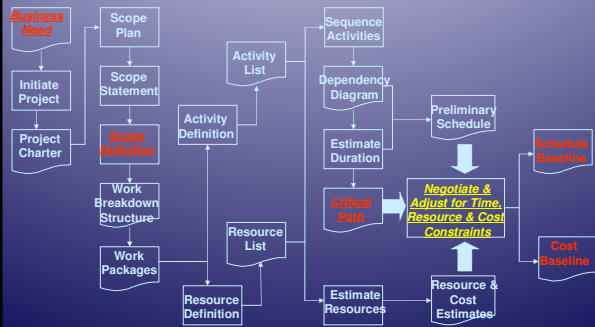 Business
Need
Initiate
Project
Project
Charter
Scope
Plan
Scope
Statement
Scope
Definition
Work
Breakdown
Structure
Work
Packages
Activity
Definition
Resource
Definition
Activity
List
Resource
List
Sequence
Activities
Dependency
Diagram
Estimate
Duration
Critical
Path
Estimate
Resources
Preliminary
Schedule
Negotiate &
Adjust for Time,
Resource & Cost
Constraints
Resource &
Cost
Estimates
Schedule
Baseline
Cost
Baseline